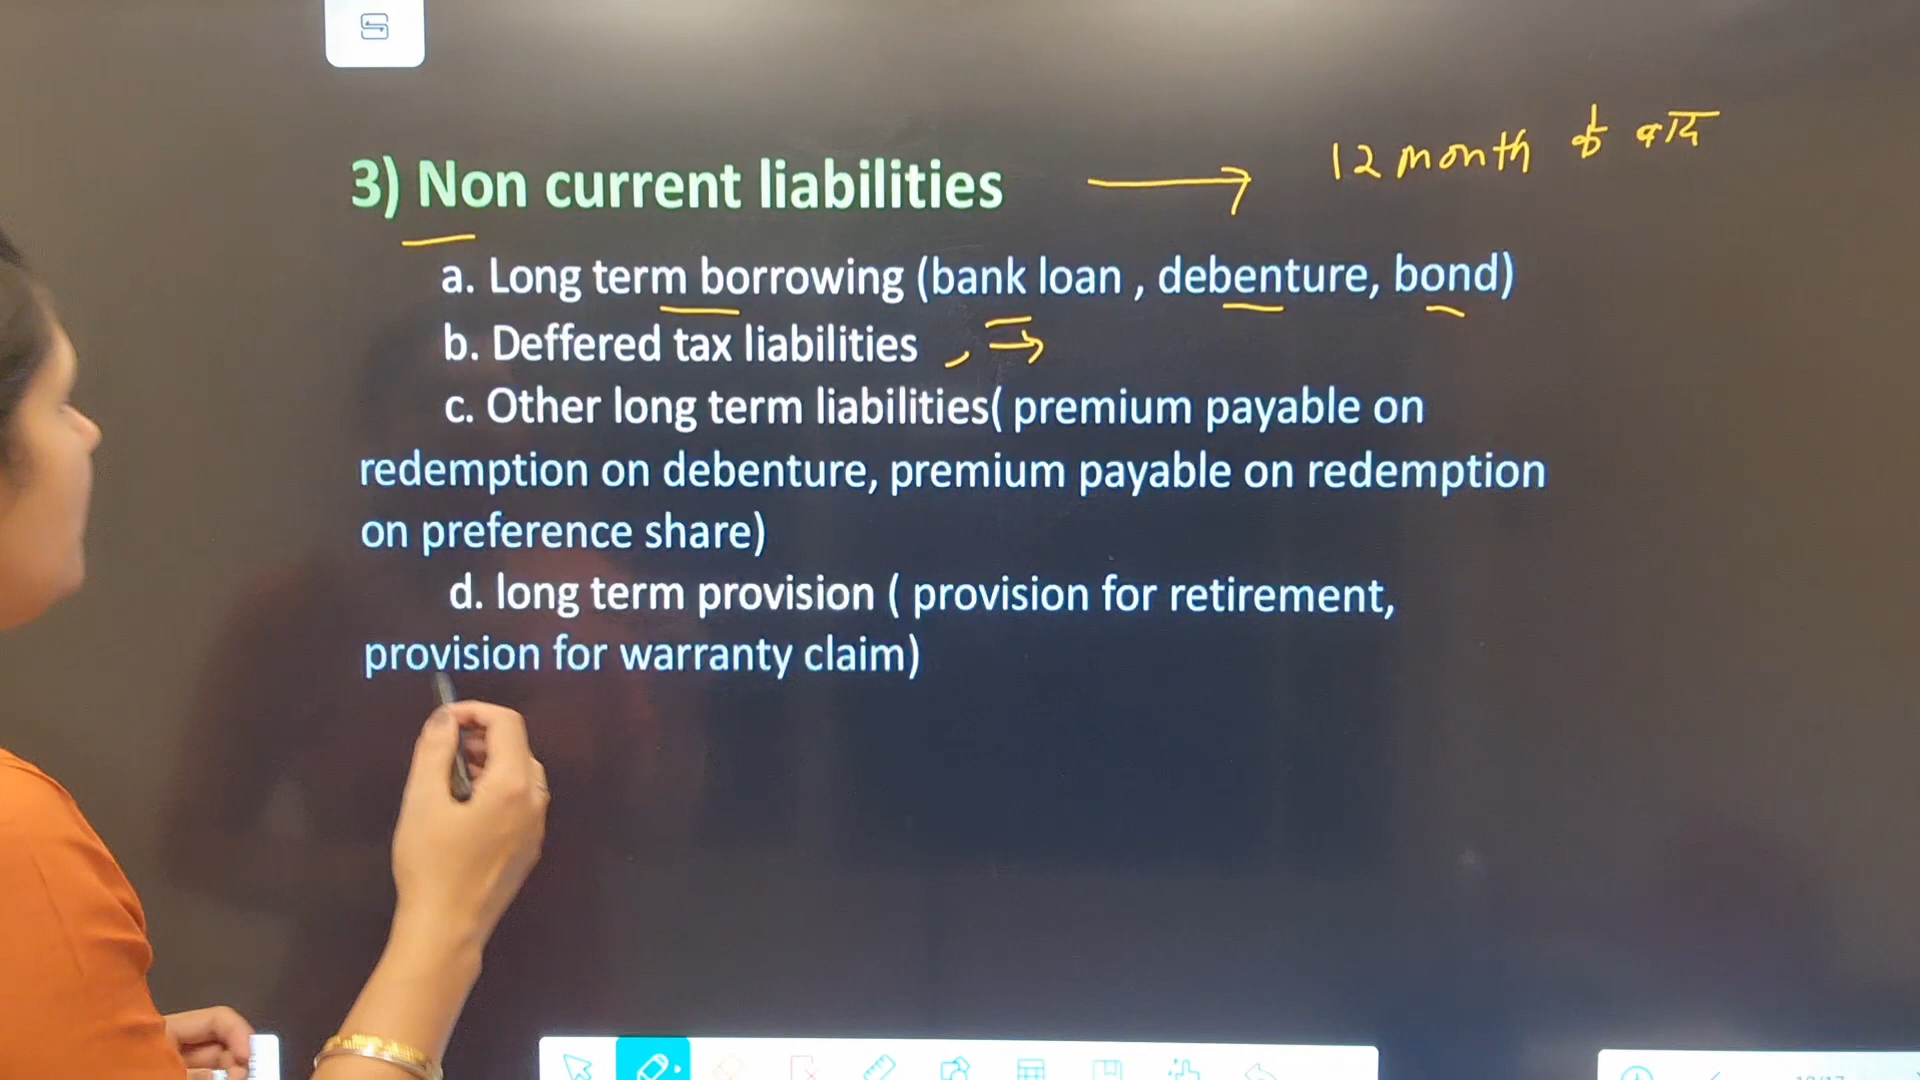 3) Non current liabilities
12 month के बाद
a. Long term borrowing (bank loan , debenture, bond)
b. Deffered tax liabilities
c. Other long term liabilities( premium payable on
redemption on debenture, premium payable on redemption
on preference share)
d. long term provision ( provision for retirement,
provision for warranty claim)